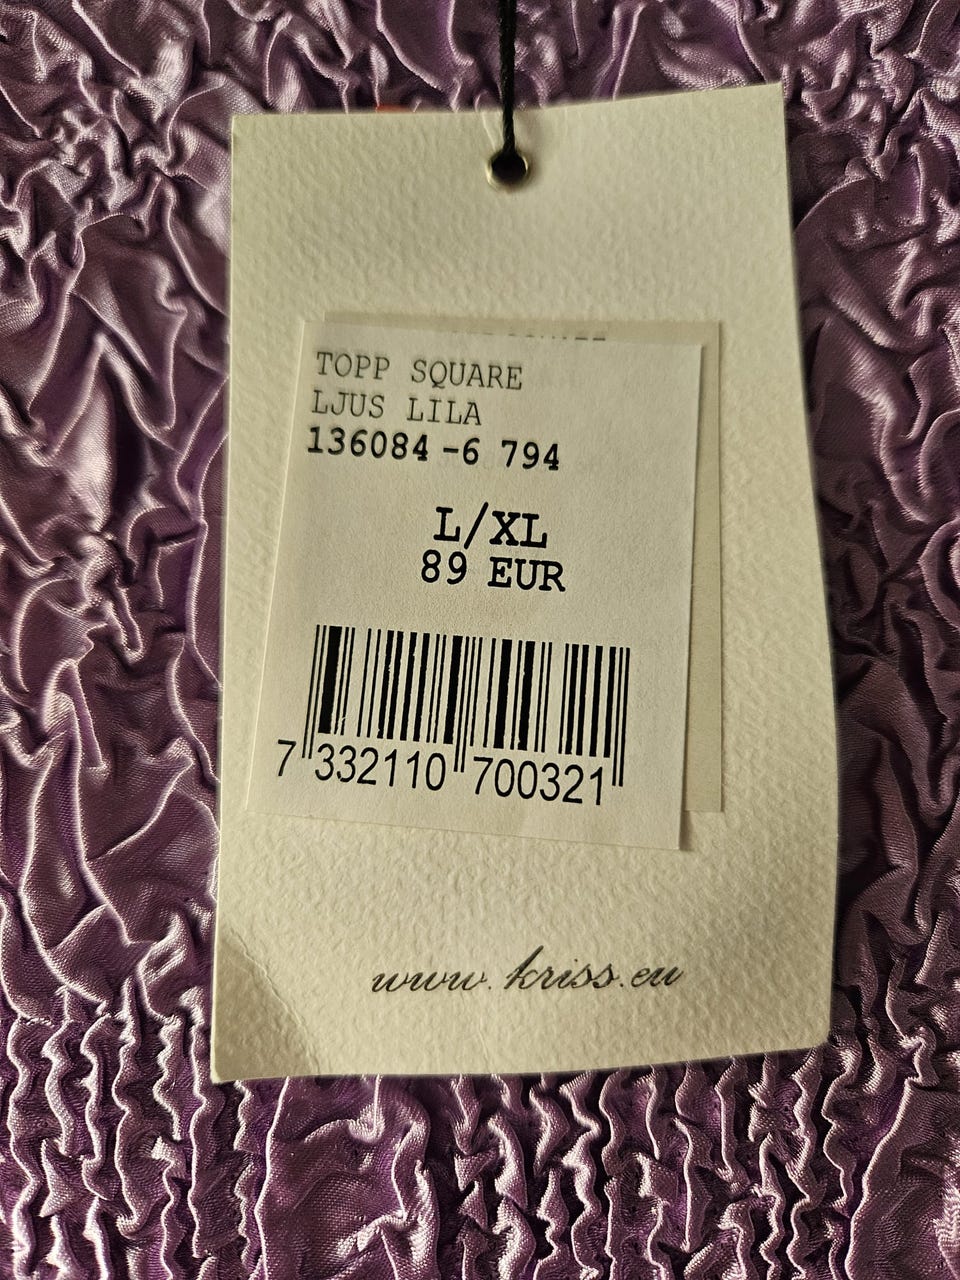 TOPP SQUARE
LJUS LILA
136084-6 794
L/XL
89 EUR
7 332110 700321
www.kriss.eu